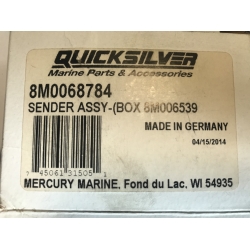 QUICKSILVER
Marine Parts & Accessories
8M0068784
SENDER ASSY-(BOX 8M006539
MADE IN GERMANY
04/15/2014
7 45061 31505 1
MERCURY MARINE, Fond du Lac, WI 54935